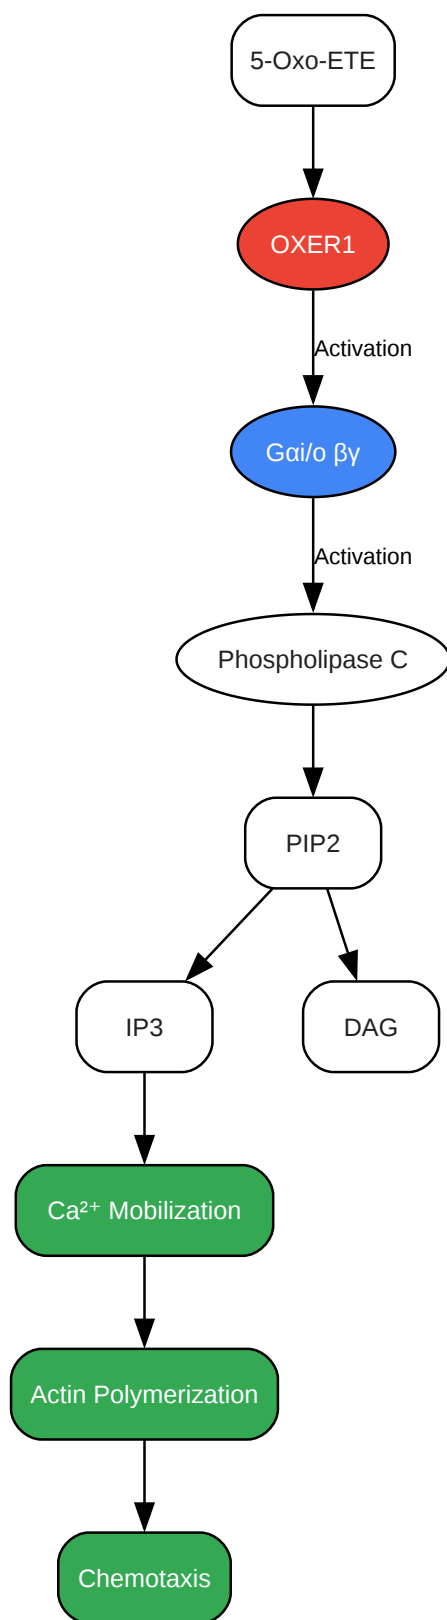 5-Oxo-ETE
OXER1
Activation
Gαi/o βγ
Activation
Phospholipase C
PIP2
IP3
DAG
Ca²⁺ Mobilization
Actin Polymerization
Chemotaxis